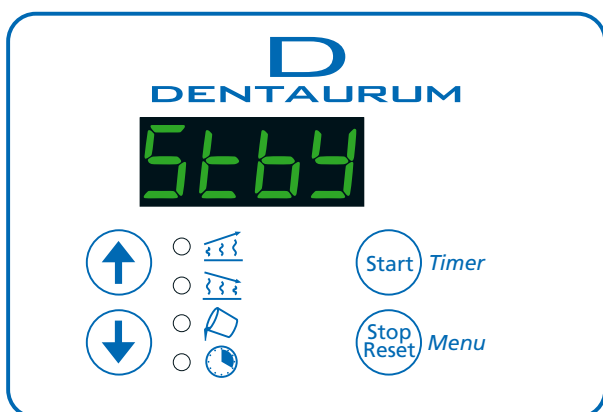 D
DENTAURUM
Stby
Start Timer
Stop
Reset Menu